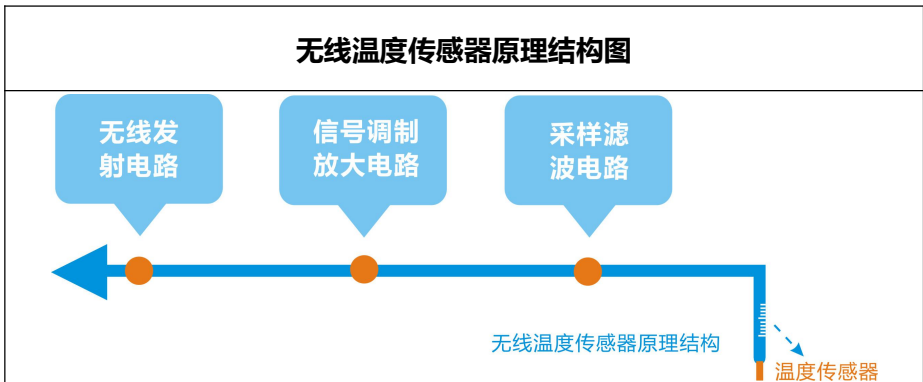 无线温度传感器原理结构图
无线发
射电路
信号调制
放大电路
采样滤
波电路
无线温度传感器原理结构
温度传感器